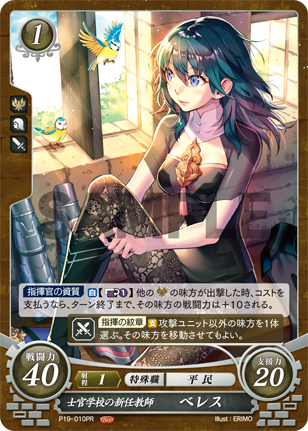 1
SAMPLE
指揮官の資質 自 他の の味方が出撃した時、コストを
支払うなら、ターン終了まで、その味方の戦闘力は+10される。
指揮の紋章 攻撃ユニット以外の味方を1体
選ぶ。その味方を移動させてもよい。
戦闘力
40
射程 1 特殊職 平民
支援力
20
士官学校の新任教師 ベレス
P19-010PR
Illust : ERIMO